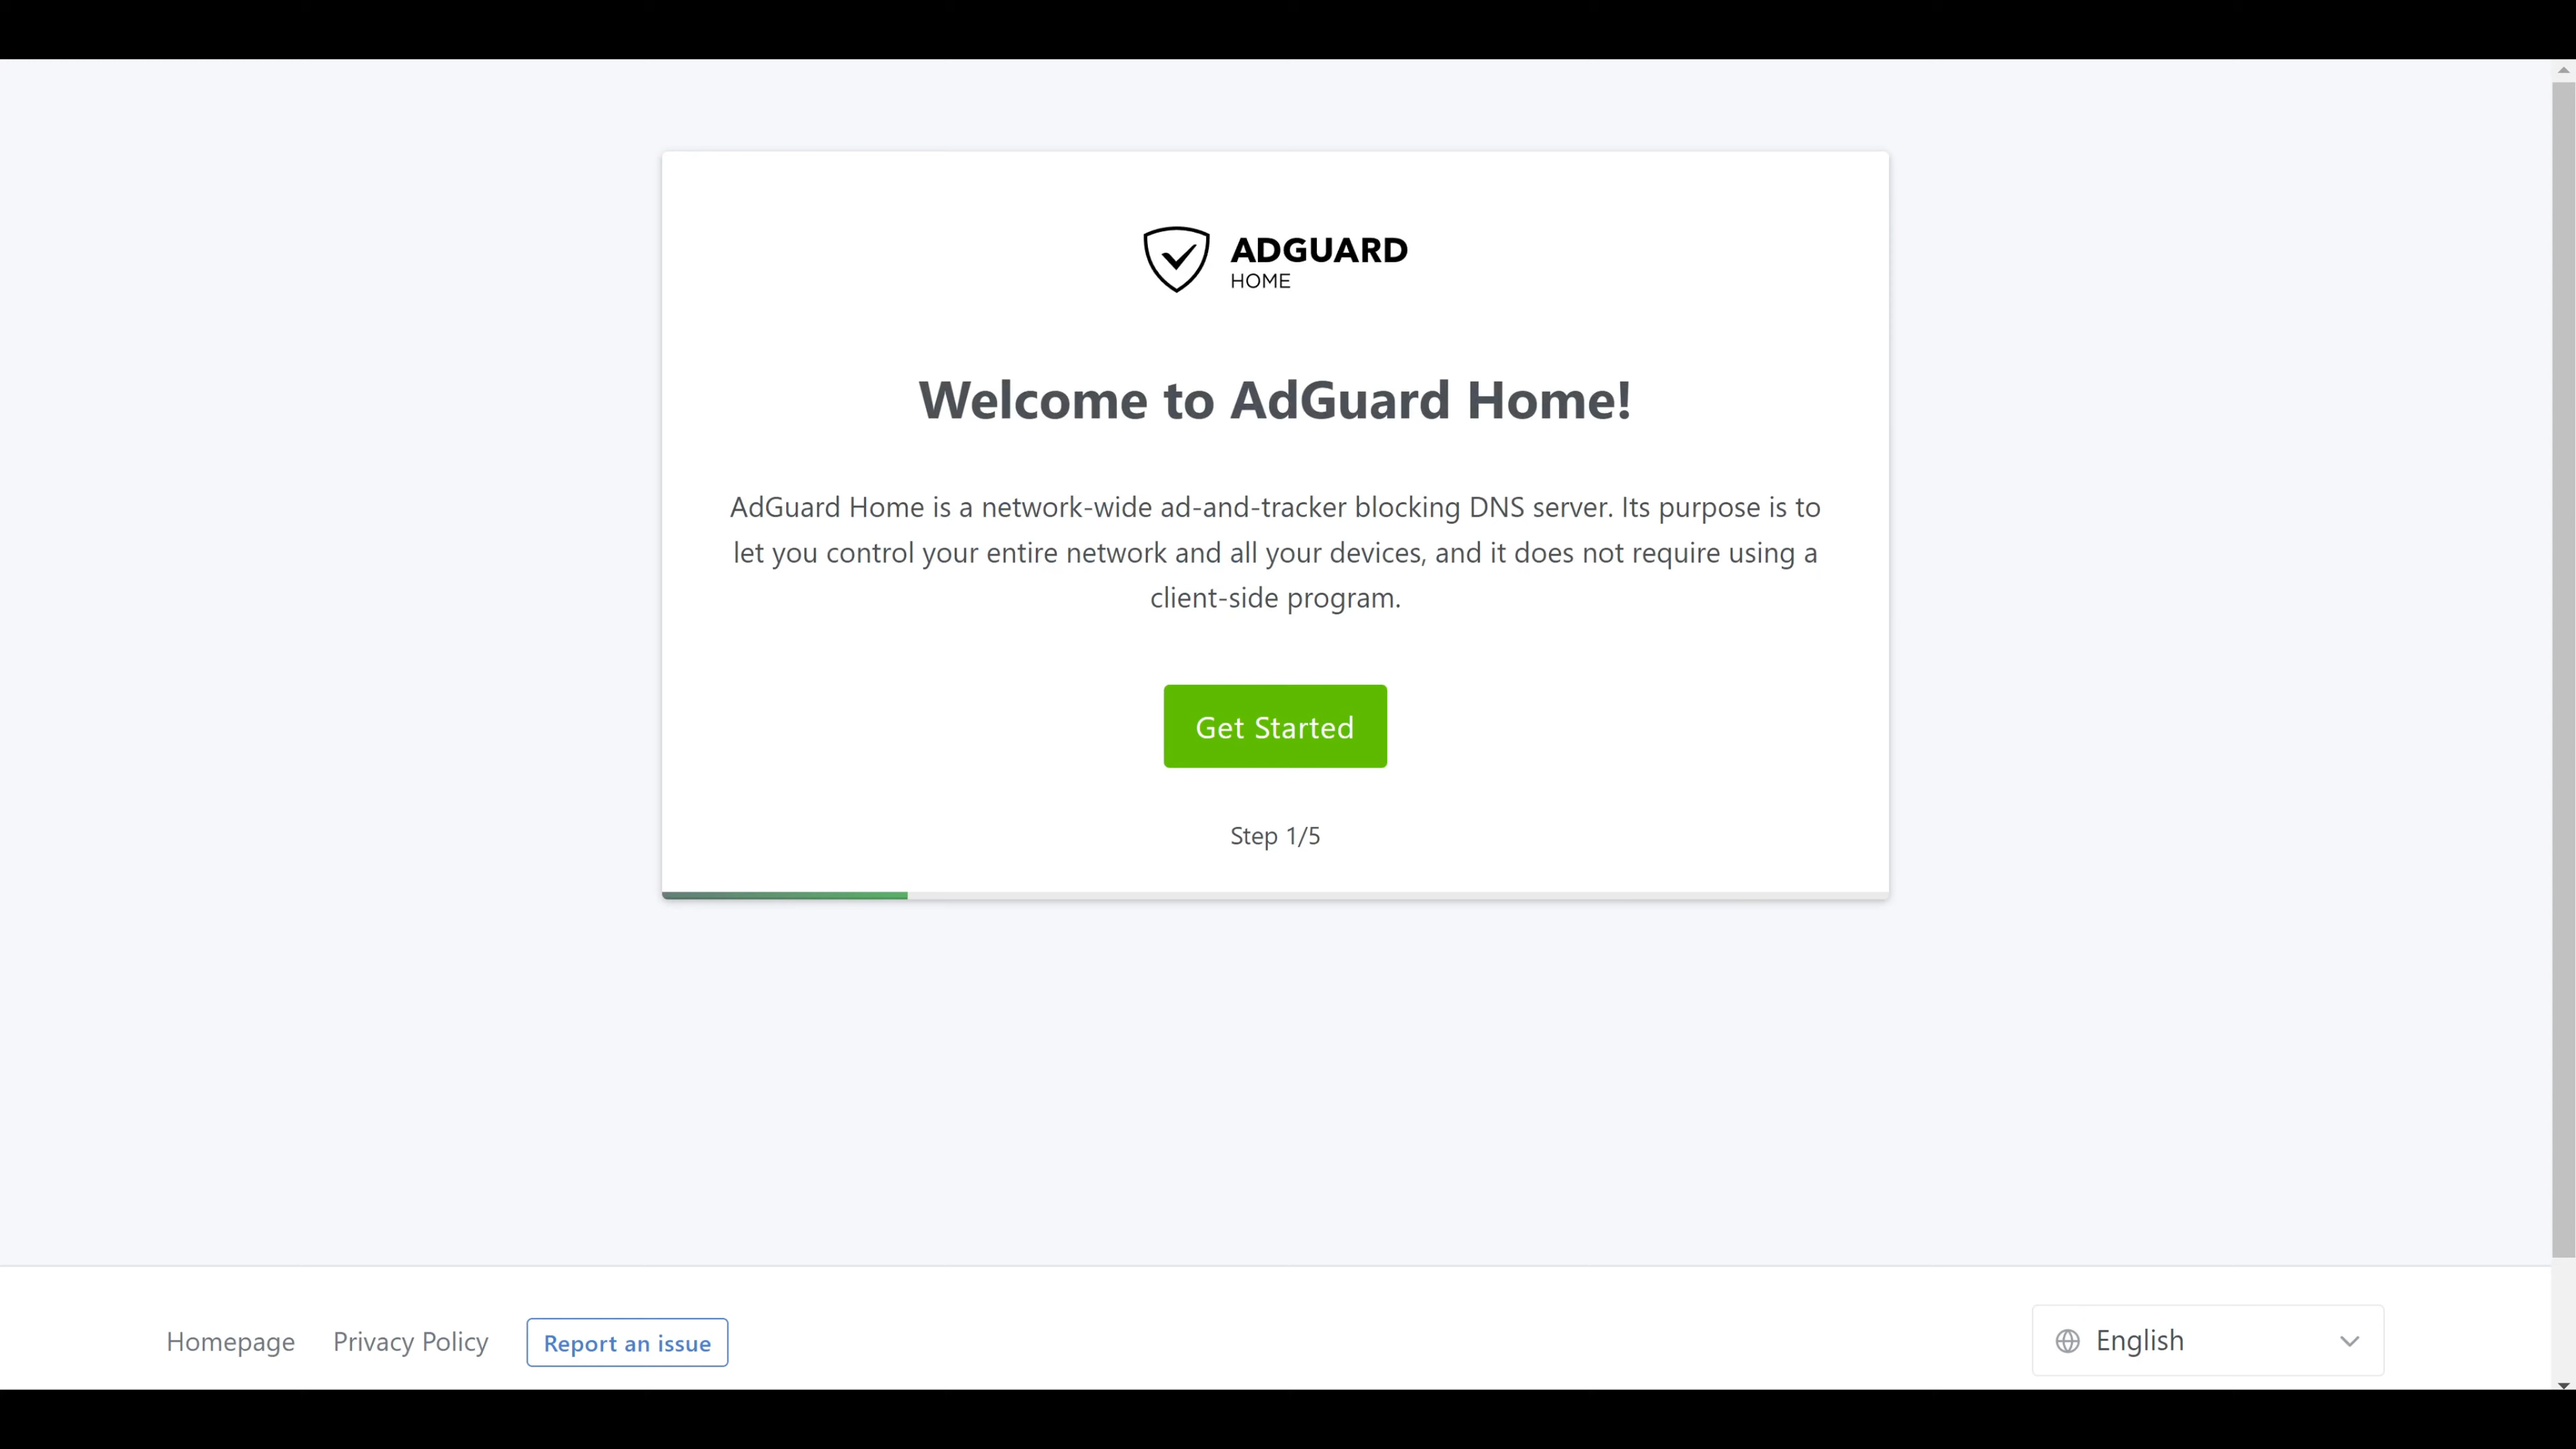 ADGUARD
HOME
Welcome to AdGuard Home!
AdGuard Home is a network-wide ad-and-tracker blocking DNS server. Its purpose is to
let you control your entire network and all your devices, and it does not require using a
client-side program.
Get Started
Step 1/5
Homepage Privacy Policy Report an issue English